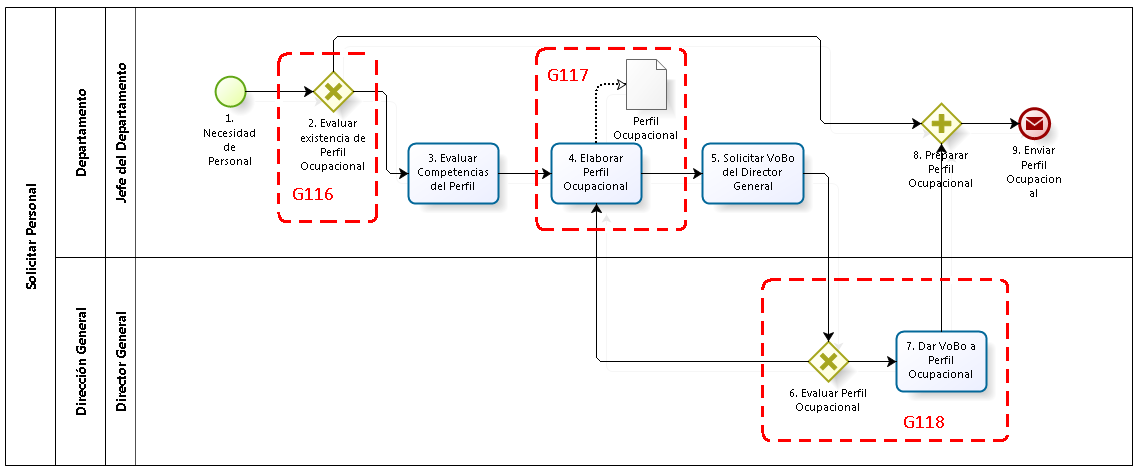 Solicitar Personal
Departamento
Jefe del Departamento
Dirección General
Director General
1.
Necesidad
de
Personal
2. Evaluar
existencia de
Perfil
Ocupacional
G116
3. Evaluar
Competencias
del Perfil
G117
Perfil
Ocupacional
4. Elaborar
Perfil
Ocupacional
5. Solicitar VoBo
del Director
General
8. Preparar
Perfil
Ocupacional
9. Enviar
Perfil
Ocupacion
al
6. Evaluar Perfil
Ocupacional
7. Dar VoBo a
Perfil
Ocupacional
G118